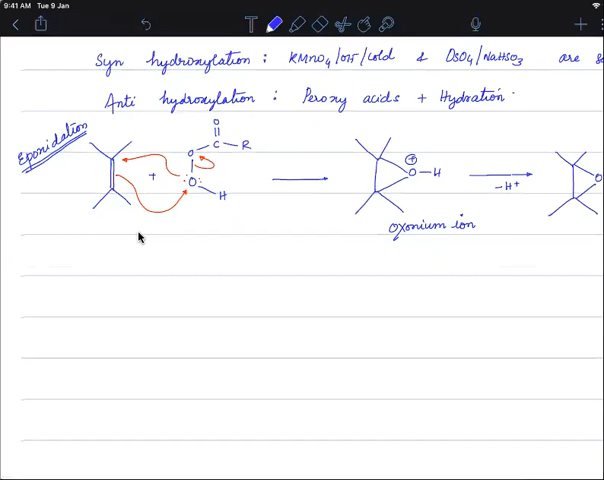 9:41 AM Tue 9 Jan
T
Syn hydroxylation : KMnO4/OH/Cold & OsO4/NaHSO3 are
Anti hydroxylation : Peroxy acids + Hydration.
Eponidation
O
O - C - R
+ :O: H
+ O - H
-H+
O
Oxonium ion